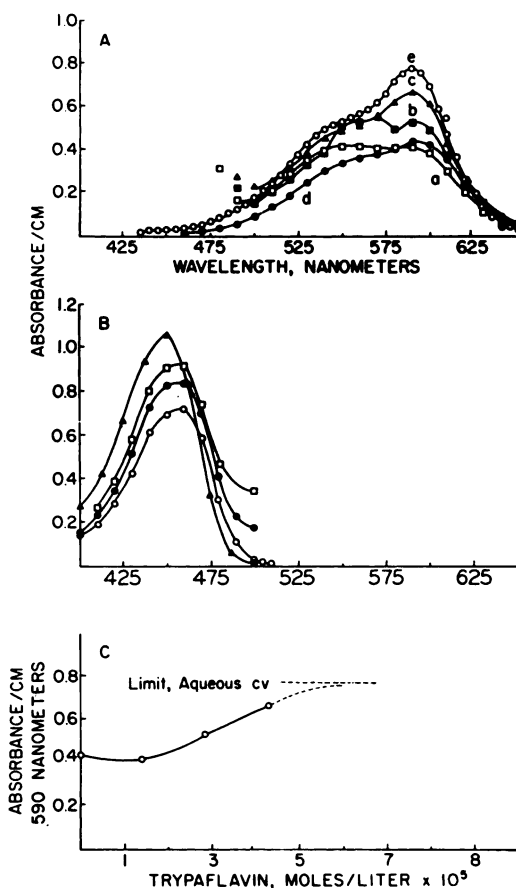 A
1.0
0.8
0.6
0.4
0.2
e
c
b
a
d
425 475 525 575 625
WAVELENGTH, NANOMETERS
ABSORBANCE/CM
B
1.2
1.0
0.8
0.6
0.4
0.2
425 475 525 575 625
C
Limit, Aqueous cv
0.8
0.6
0.4
0.2
ABSORBANCE/CM
590 NANOMETERS
1 3 4 5 7 8
TRYPAFLAVIN, MOLES/LITER × 10⁵